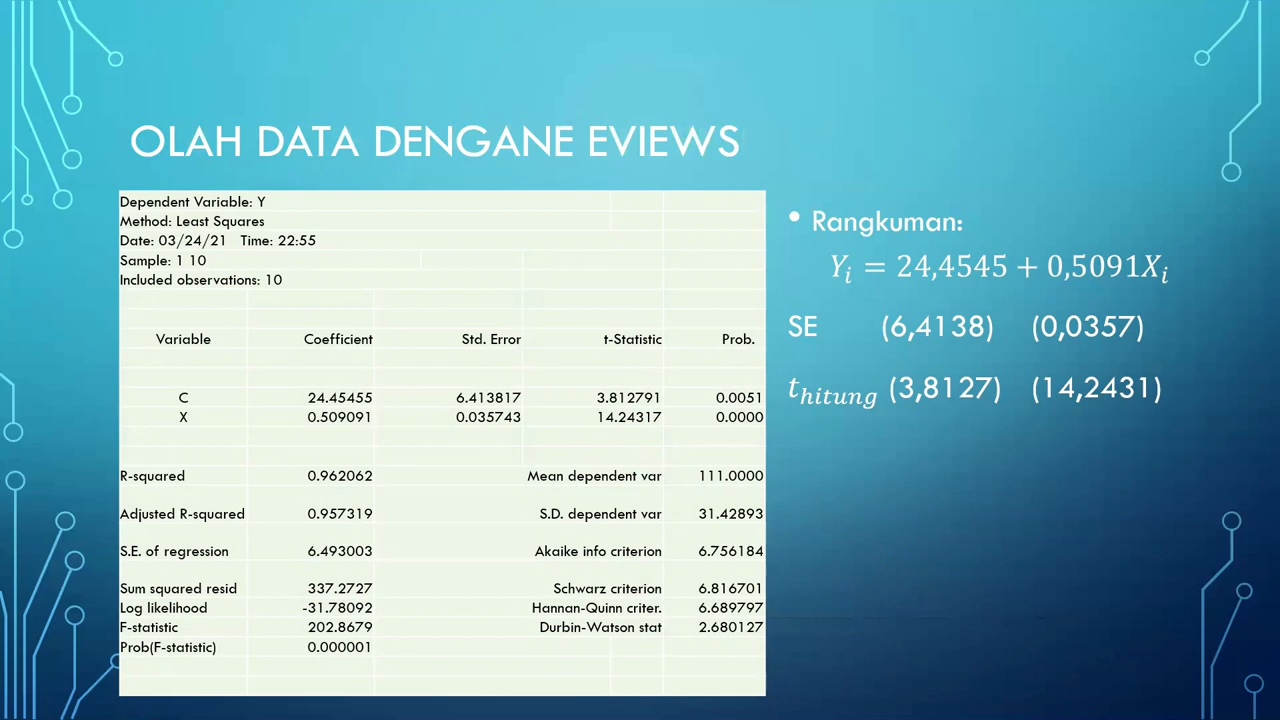 OLAH DATA DENGANE EVIEWS
Dependent Variable: Y
Method: Least Squares
Date: 03/24/21 Time: 22:55
Sample: 1 10
Included observations: 10
Variable Coefficient Std. Error t-Statistic Prob.
C 24.45455 6.413817 3.812791 0.0051
X 0.509091 0.035743 14.24317 0.0000
R-squared 0.962062 Mean dependent var 111.0000
Adjusted R-squared 0.957319 S.D. dependent var 31.42893
S.E. of regression 6.493003 Akaike info criterion 6.756184
Sum squared resid 337.2727 Schwarz criterion 6.816701
Log likelihood -31.78092 Hannan-Quinn criter. 6.689797
F-statistic 202.8679 Durbin-Watson stat 2.680127
Prob(F-statistic) 0.000001
• Rangkuman:
Yᵢ = 24,4545 + 0,5091Xᵢ
SE (6,4138) (0,0357)
t_hitung (3,8127) (14,2431)